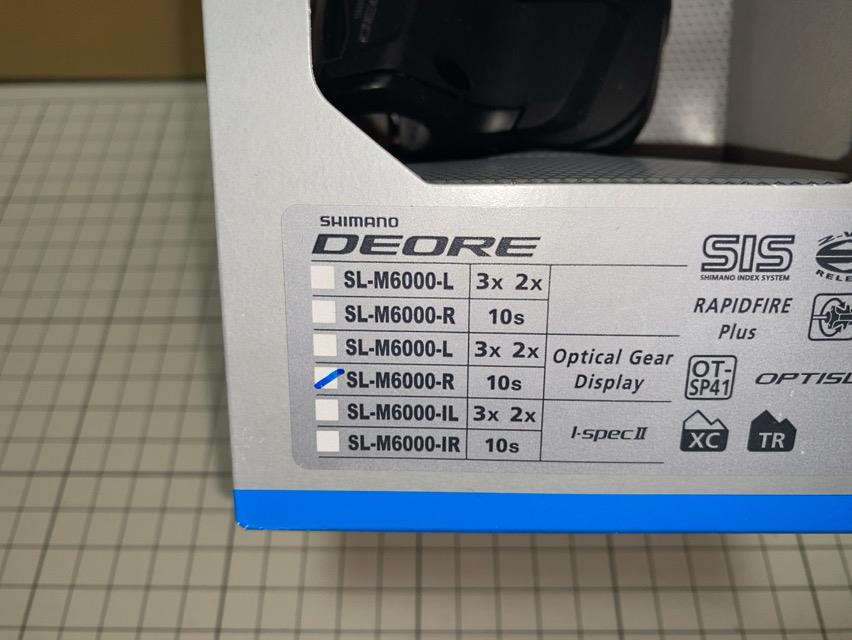 SHIMANO
DEORE
SL-M6000-L 3x 2x
SL-M6000-R 10s
SL-M6000-L 3x 2x
SL-M6000-R 10s
Optical Gear
Display
SL-M6000-IL 3x 2x
SL-M6000-IR 10s
I-spec II
SIS
SHIMANO INDEX SYSTEM
RAPIDFIRE
Plus
OT-
SP41
XC
TR